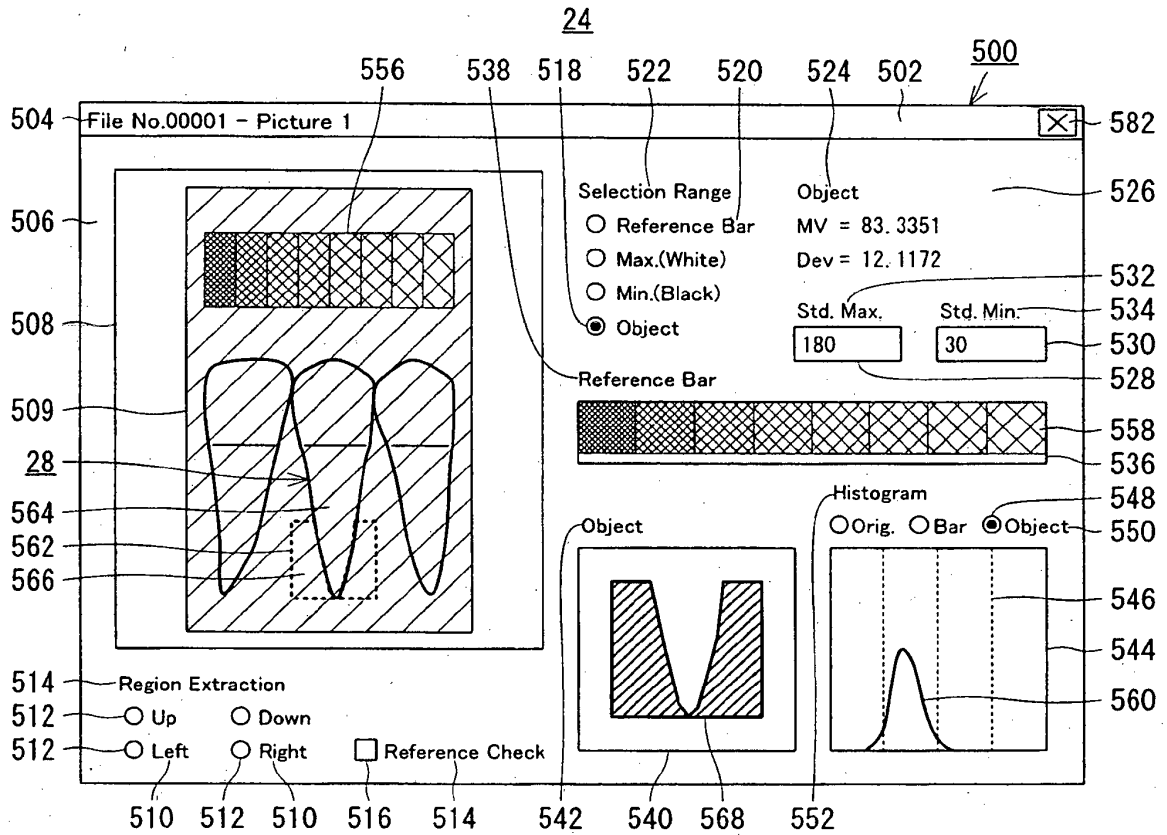 24
556 538 518 522 520 524 502 500
504 File No.00001 - Picture 1 582
506 Selection Range Object 526
Reference Bar MV = 83.3351
Max.(White) Dev = 12.1172
Min.(Black) 532
508 Object Std. Max. Std. Min. 534
180 30 530
528
Reference Bar
509 558
536
28 Histogram 548
564 Object Orig. Bar Object 550
562
566 546
544
514 Region Extraction 560
512 Up Down
512 Left Right Reference Check
510 512 510 516 514 542 540 568 552